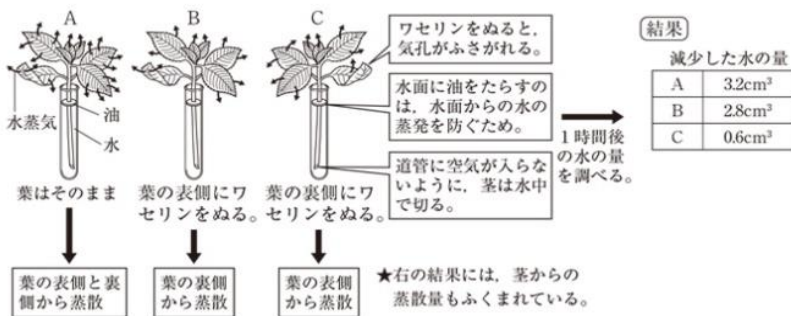 A
B
C
水蒸気
油
水
葉はそのまま
葉の表側にワ
セリンをぬる。
葉の裏側にワ
セリンをぬる。
葉の表側と裏
側から蒸散
葉の裏側
から蒸散
葉の表側
から蒸散
ワセリンをぬると,
気孔がふさがれる。
水面に油をたらすの
は, 水面からの水の
蒸発を防ぐため。
道管に空気が入らな
いように, 茎は水中
で切る。
1時間後
の水の量
を調べる。
結果
減少した水の量
A 3.2cm³
B 2.8cm³
C 0.6cm³
★右の結果には, 茎からの
蒸散量もふくまれている。